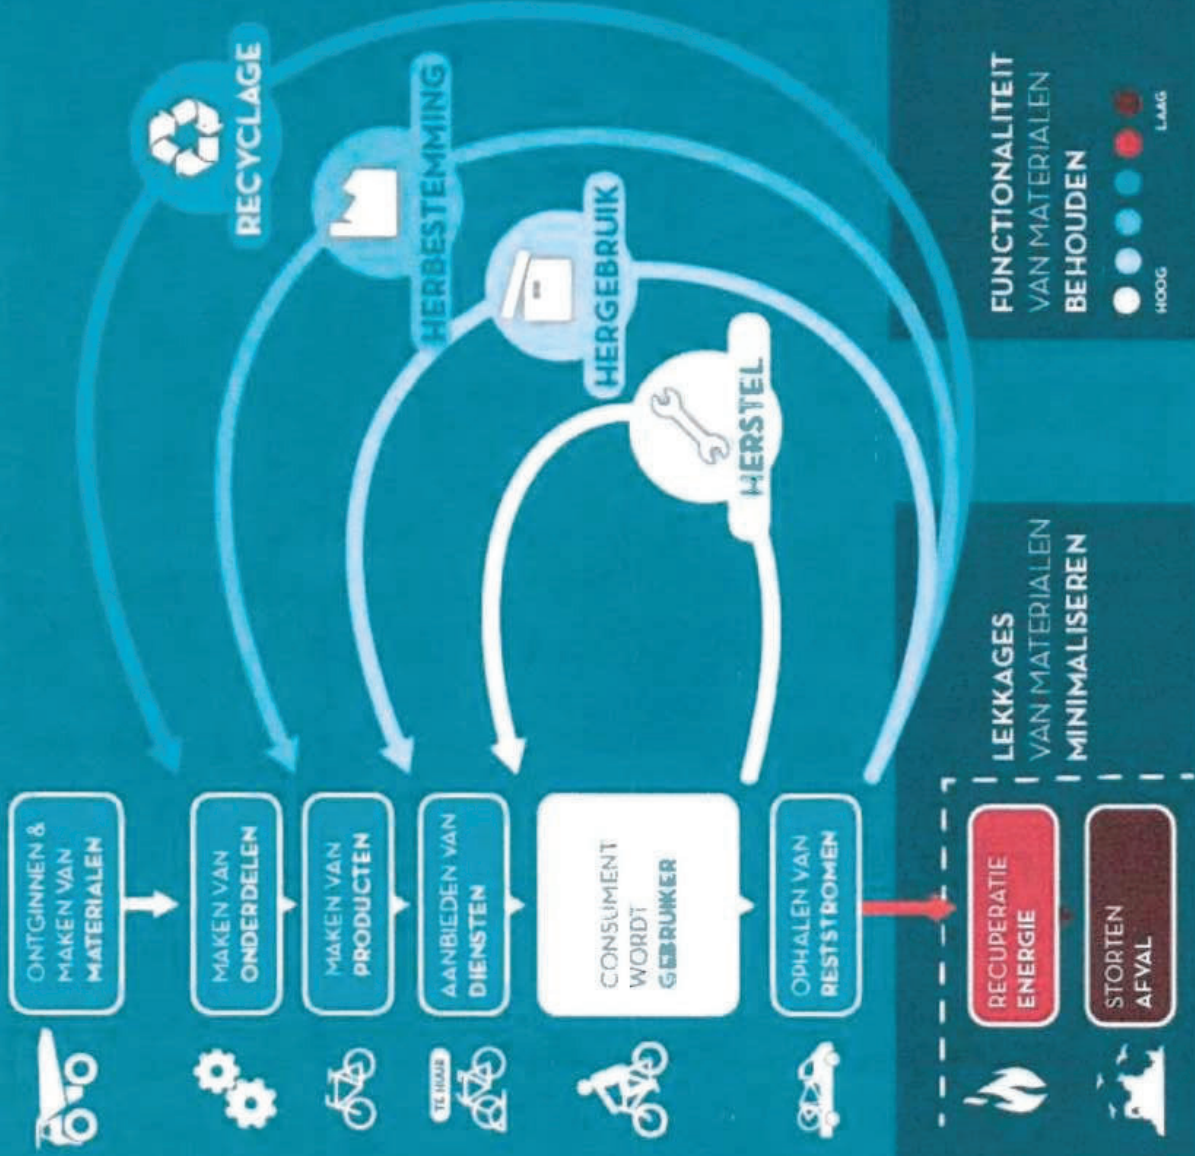 ONTGINNEN &
MAKEN VAN
MATERIALEN
MAKEN VAN
ONDERDELEN
MAKEN VAN
PRODUCTEN
AANBIEDEN VAN
DIENSTEN
CONSUMENT
WORDT
GEBRUIKER
OPHALEN VAN
RESTSTROMEN
RECUPERATIE
ENERGIE
STORTEN
AFVAL
TE HUUR
RECYCLAGE
HERBESTEMMING
HERGEBRUIK
HERSTEL
LEKKAGES
VAN MATERIALEN
MINIMALISEREN
FUNCTIONALITEIT
VAN MATERIALEN
BEHOUDEN
HOOG
LAAG